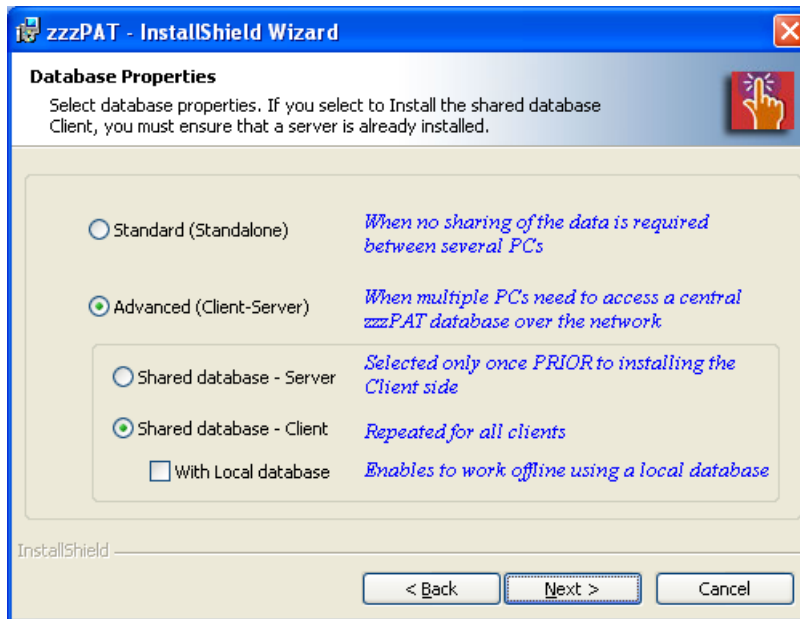 zzzPAT - InstallShield Wizard
Database Properties
Select database properties. If you select to Install the shared database
Client, you must ensure that a server is already installed.
Standard (Standalone)
When no sharing of the data is required
between several PCs
Advanced (Client-Server)
When multiple PCs need to access a central
zzzPAT database over the network
Shared database - Server
Selected only once PRIOR to installing the
Client side
Shared database - Client
Repeated for all clients
With Local database
Enables to work offline using a local database
InstallShield
< Back
Next >
Cancel